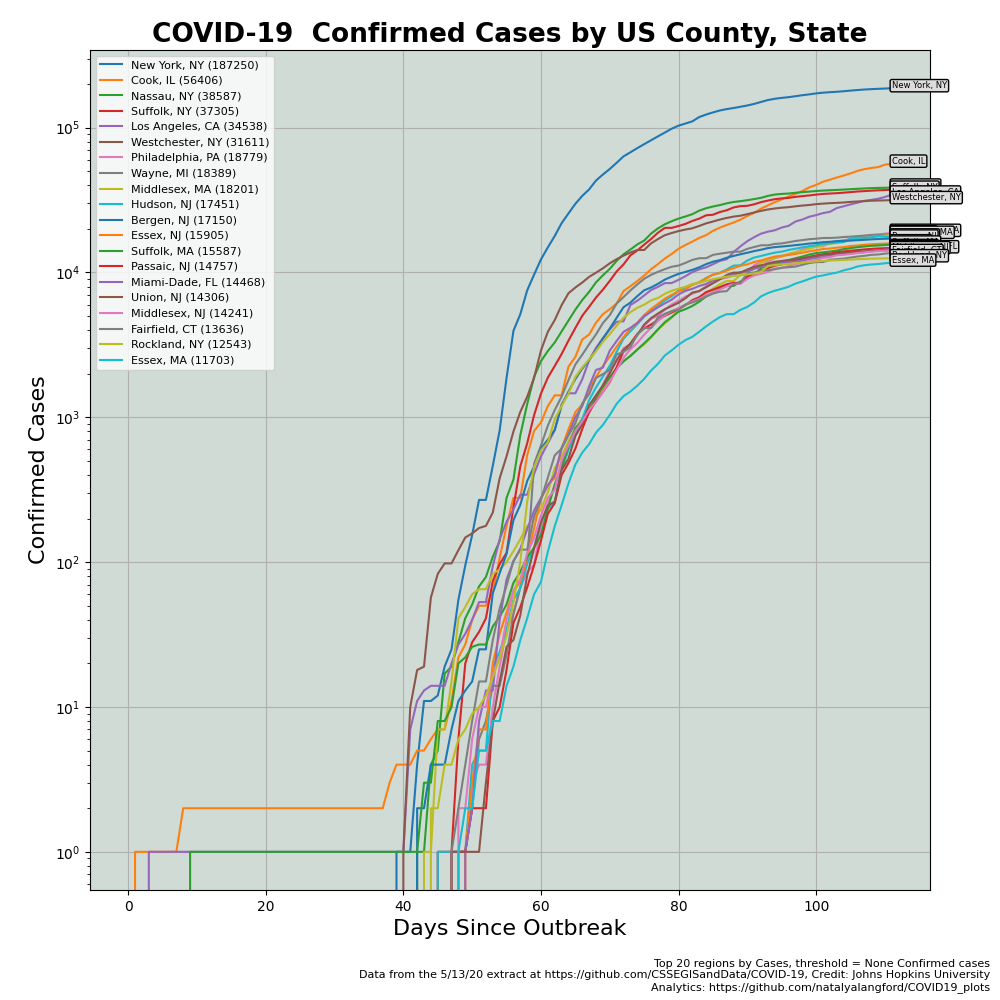 COVID-19  Confirmed Cases by US County, State
New York, NY (187250)
Cook, IL (56406)
Nassau, NY (38587)
Suffolk, NY (37305)
Los Angeles, CA (34538)
Westchester, NY (31611)
Philadelphia, PA (18779)
Wayne, MI (18389)
Middlesex, MA (18201)
Hudson, NJ (17451)
Bergen, NJ (17150)
Essex, NJ (15905)
Suffolk, MA (15587)
Passaic, NJ (14757)
Miami-Dade, FL (14468)
Union, NJ (14306)
Middlesex, NJ (14241)
Fairfield, CT (13636)
Rockland, NY (12543)
Essex, MA (11703)
New York, NY
Cook, IL
Westchester, NY
Essex, MA
Confirmed Cases
10^5
10^4
10^3
10^2
10^1
10^0
0 20 40 60 80 100
Days Since Outbreak
Top 20 regions by Cases, threshold = None Confirmed cases
Data from the 5/13/20 extract at https://github.com/CSSEGISandData/COVID-19, Credit: Johns Hopkins University
Analytics: https://github.com/natalyalangford/COVID19_plots